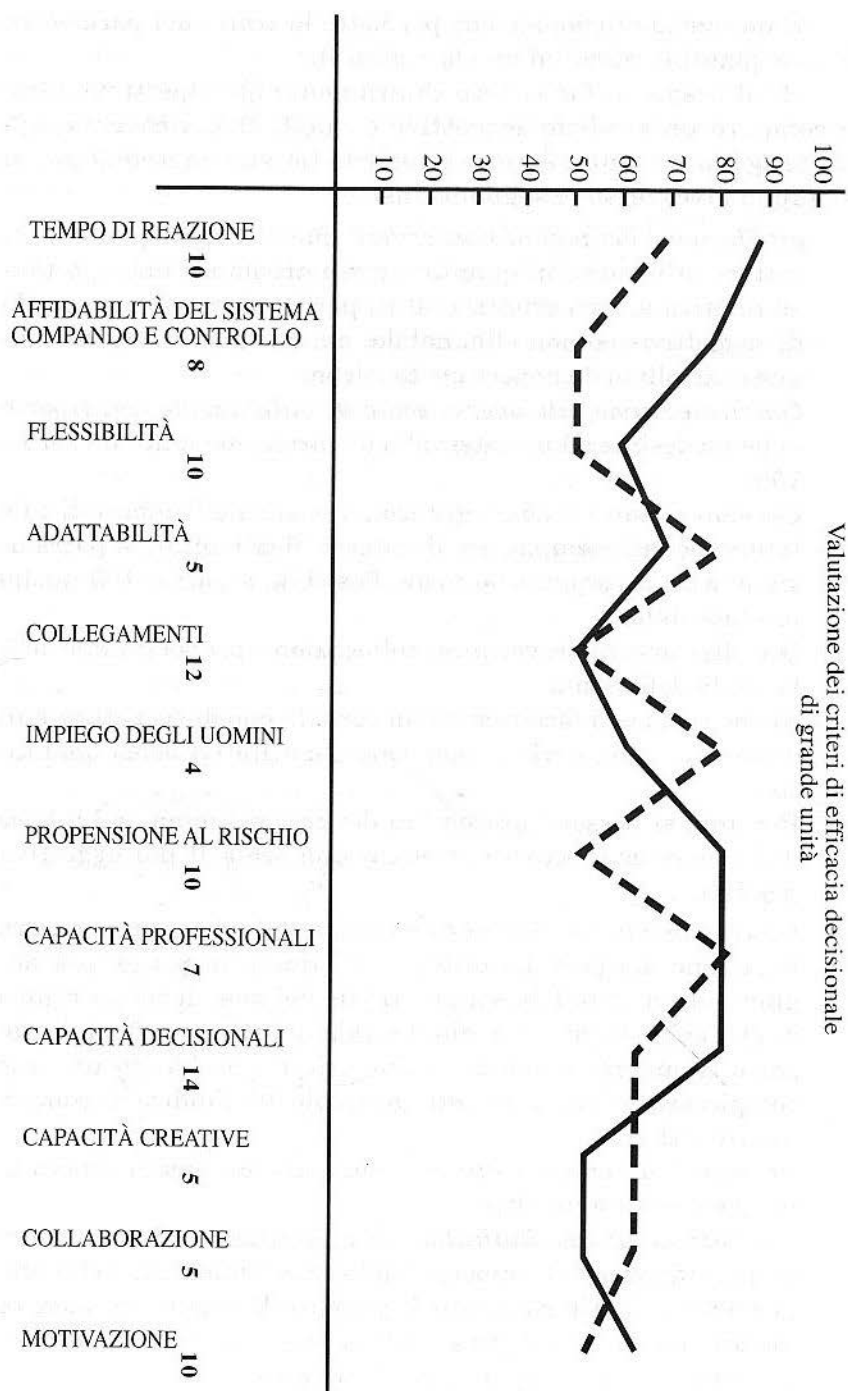 Valutazione dei criteri di efficacia decisionale
di grande unità
100
90
80
70
60
50
40
30
20
10
TEMPO DI REAZIONE
10
AFFIDABILITÀ DEL SISTEMA
COMPANDO E CONTROLLO
8
FLESSIBILITÀ
10
ADATTABILITÀ
5
COLLEGAMENTI
12
IMPIEGO DEGLI UOMINI
4
PROPENSIONE AL RISCHIO
10
CAPACITÀ PROFESSIONALI
7
CAPACITÀ DECISIONALI
14
CAPACITÀ CREATIVE
5
COLLABORAZIONE
5
MOTIVAZIONE
10